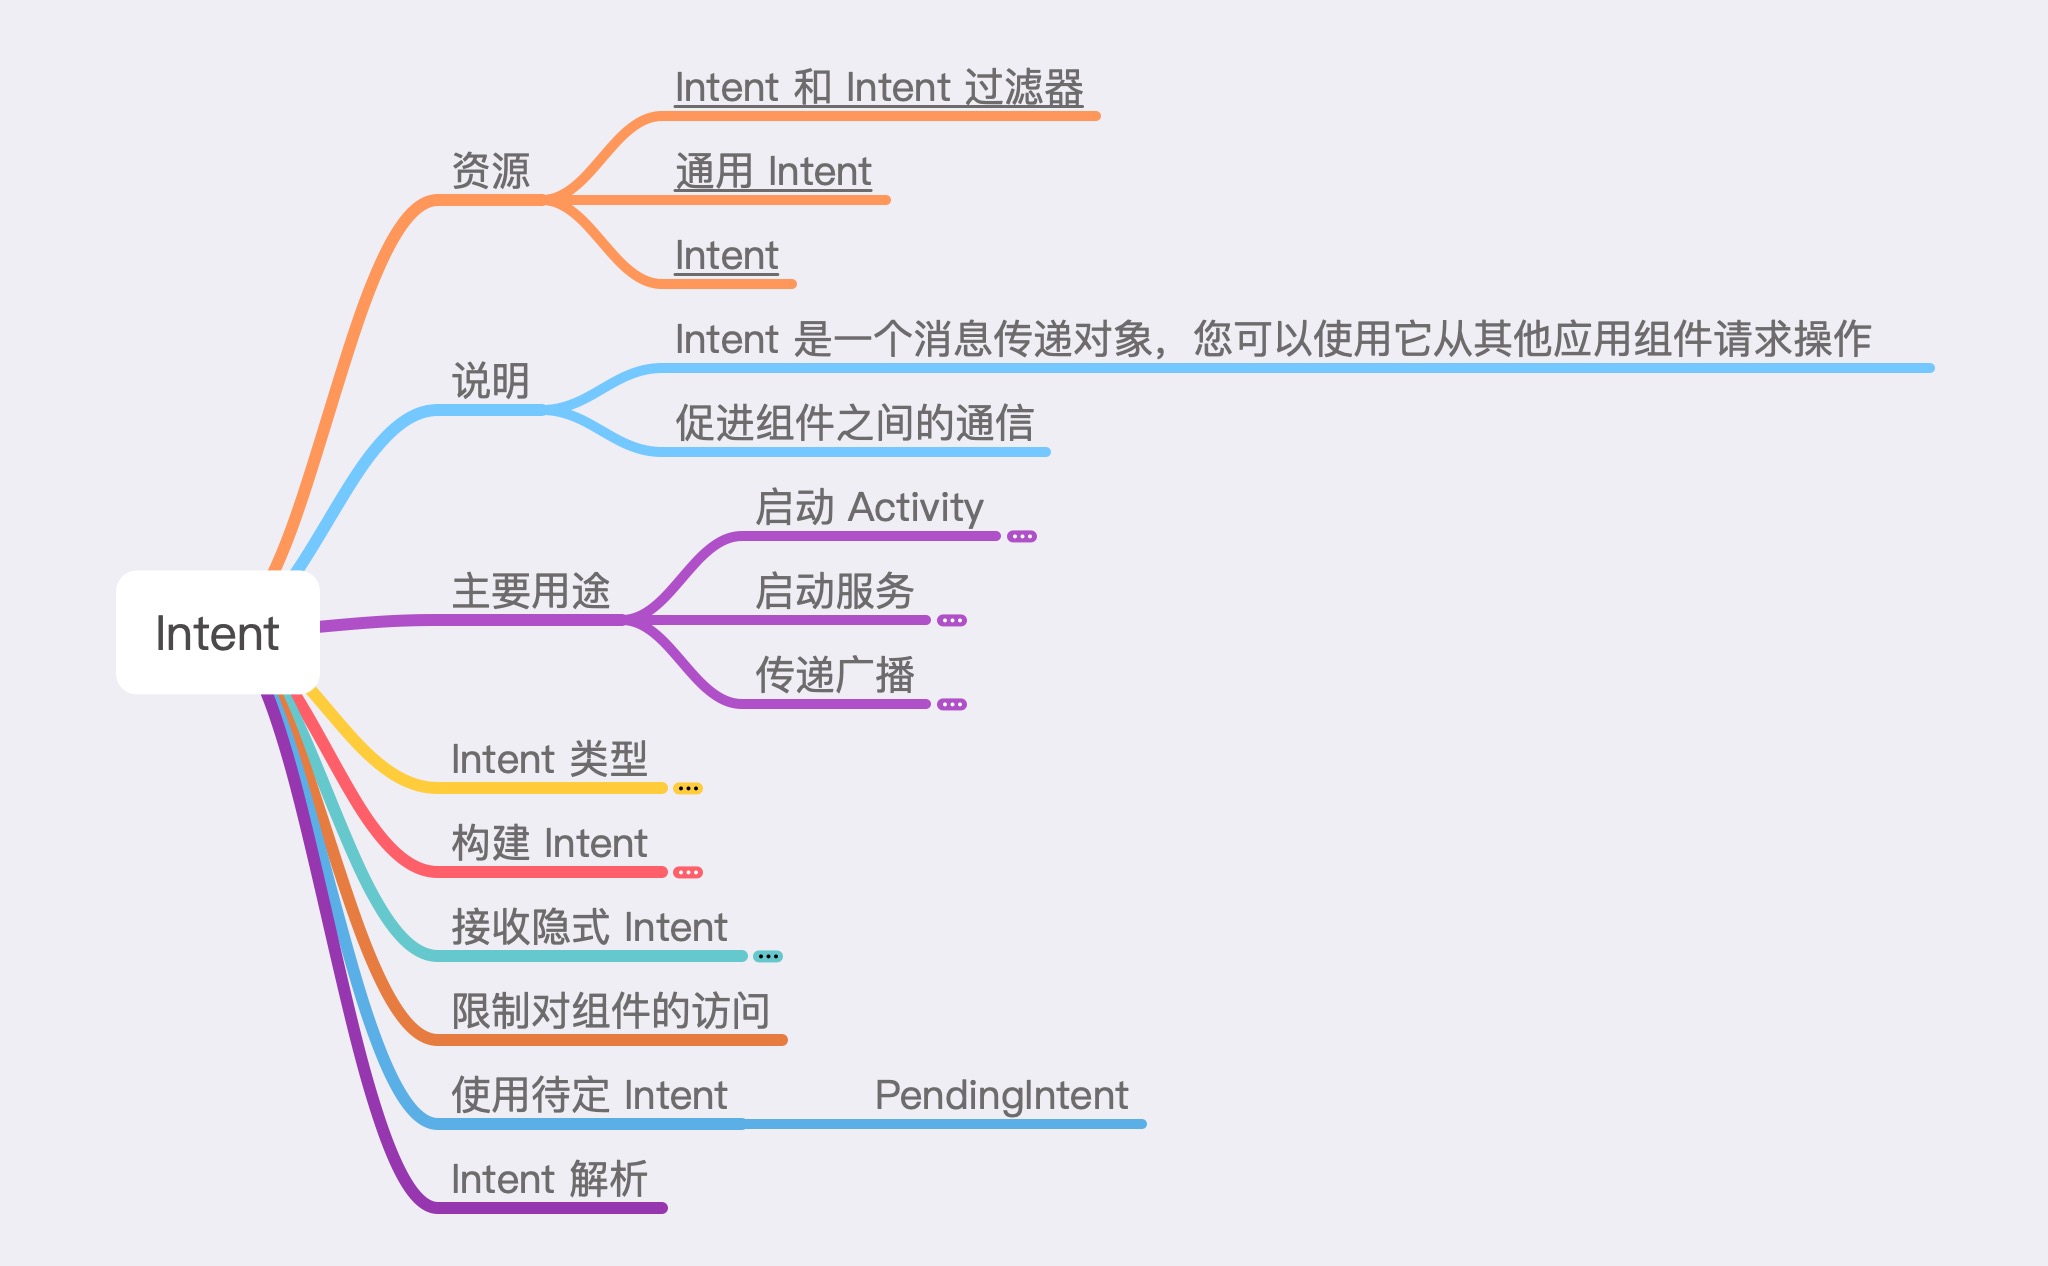 Intent
资源
Intent 和 Intent 过滤器
通用 Intent
Intent
说明
Intent 是一个消息传递对象，您可以使用它从其他应用组件请求操作
促进组件之间的通信
主要用途
启动 Activity
启动服务
传递广播
Intent 类型
构建 Intent
接收隐式 Intent
限制对组件的访问
使用待定 Intent
PendingIntent
Intent 解析